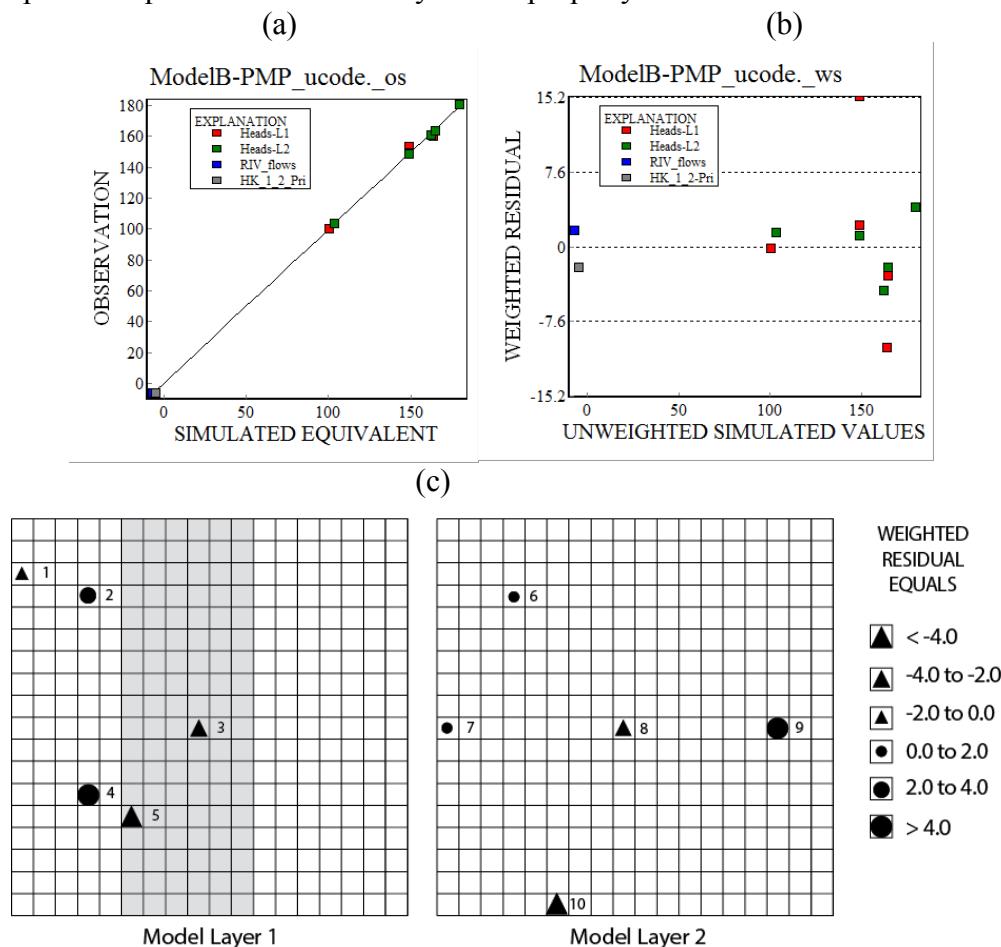 (a)
(b)
ModelB-PMP_ucode._os
ModelB-PMP_ucode._ws
180
160
140
120
100
80
60
40
20
0
OBSERVATION
EXPLANATION
Heads-L1
Heads-L2
RIV_flows
HK_1_2_Pri
0
50
100
150
SIMULATED EQUIVALENT
15.2
7.6
0
-7.6
-15.2
WEIGHTED RESIDUAL
EXPLANATION
Heads-L1
Heads-L2
RIV_flows
HK_1_2-Pri
0
50
100
150
UNWEIGHTED SIMULATED VALUES
(c)
1
2
3
4
5
Model Layer 1
6
7
8
9
10
Model Layer 2
WEIGHTED
RESIDUAL
EQUALS
< -4.0
-4.0 to -2.0
-2.0 to 0.0
0.0 to 2.0
2.0 to 4.0
> 4.0